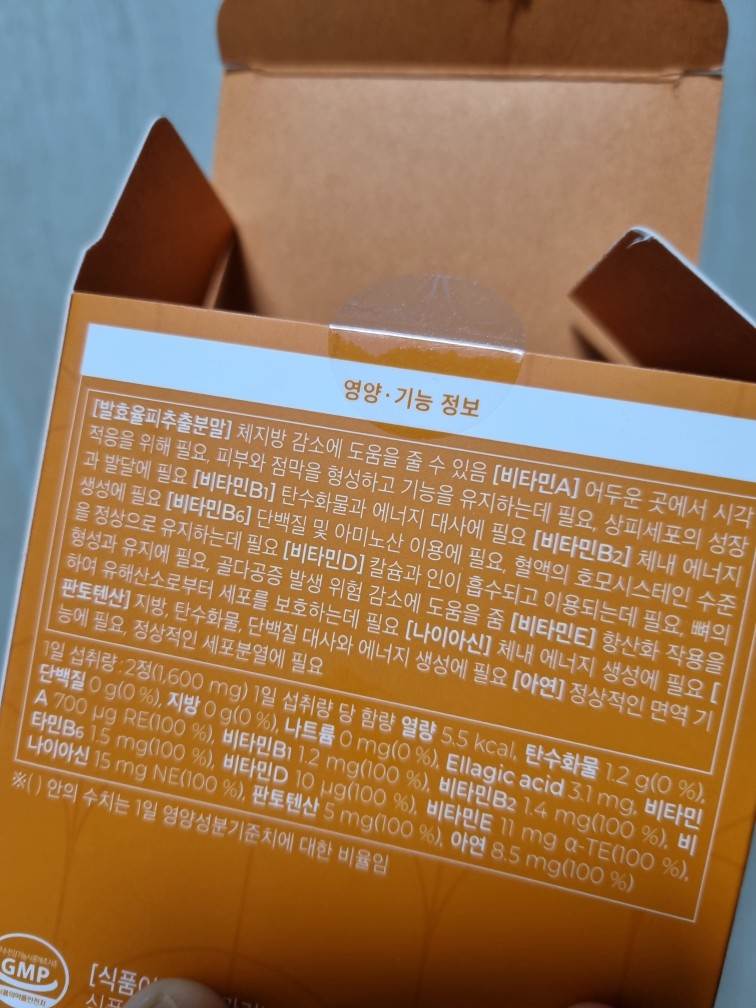 영양·기능 정보
[발효율피추출분말] 체지방 감소에 도움을 줄 수 있음 [비타민A] 어두운 곳에서 시각
적응을 위해 필요, 피부와 점막을 형성하고 기능을 유지하는데 필요, 상피세포의 성장
과 발달에 필요 [비타민B1] 탄수화물과 에너지 대사에 필요 [비타민B2] 체내 에너지
생성에 필요 [비타민B6] 단백질 및 아미노산 이용에 필요, 혈액의 호모시스테인 수준
을 정상으로 유지하는데 필요 [비타민D] 칼슘과 인이 흡수되고 이용되는데 필요, 뼈의
형성과 유지에 필요, 골다공증 발생 위험 감소에 도움을 줌 [비타민E] 항산화 작용을
하여 유해산소로부터 세포를 보호하는데 필요 [나이아신] 체내 에너지 생성에 필요 [
판토텐산] 지방, 탄수화물, 단백질 대사와 에너지 생성에 필요 [아연] 정상적인 면역 기
능에 필요, 정상적인 세포분열에 필요
1일 섭취량 : 2정(1,600 mg) 1일 섭취량 당 함량 열량 5.5 kcal, 탄수화물 1.2 g(0 %),
단백질 0 g(0 %), 지방 0 g(0 %), 나트륨 0 mg(0 %), Ellagic acid 3.1 mg, 비타민
A 700 µg RE(100 %), 비타민B1 1.2 mg(100 %), 비타민B2 1.4 mg(100 %), 비
타민B6 1.5 mg(100 %), 비타민D 10 µg(100 %), 비타민E 11 mg α-TE(100 %),
나이아신 15 mg NE(100 %), 판토텐산 5 mg(100 %), 아연 8.5 mg(100 %)
※( ) 안의 수치는 1일 영양성분기준치에 대한 비율임
GMP
식품의약품안전처
[식품